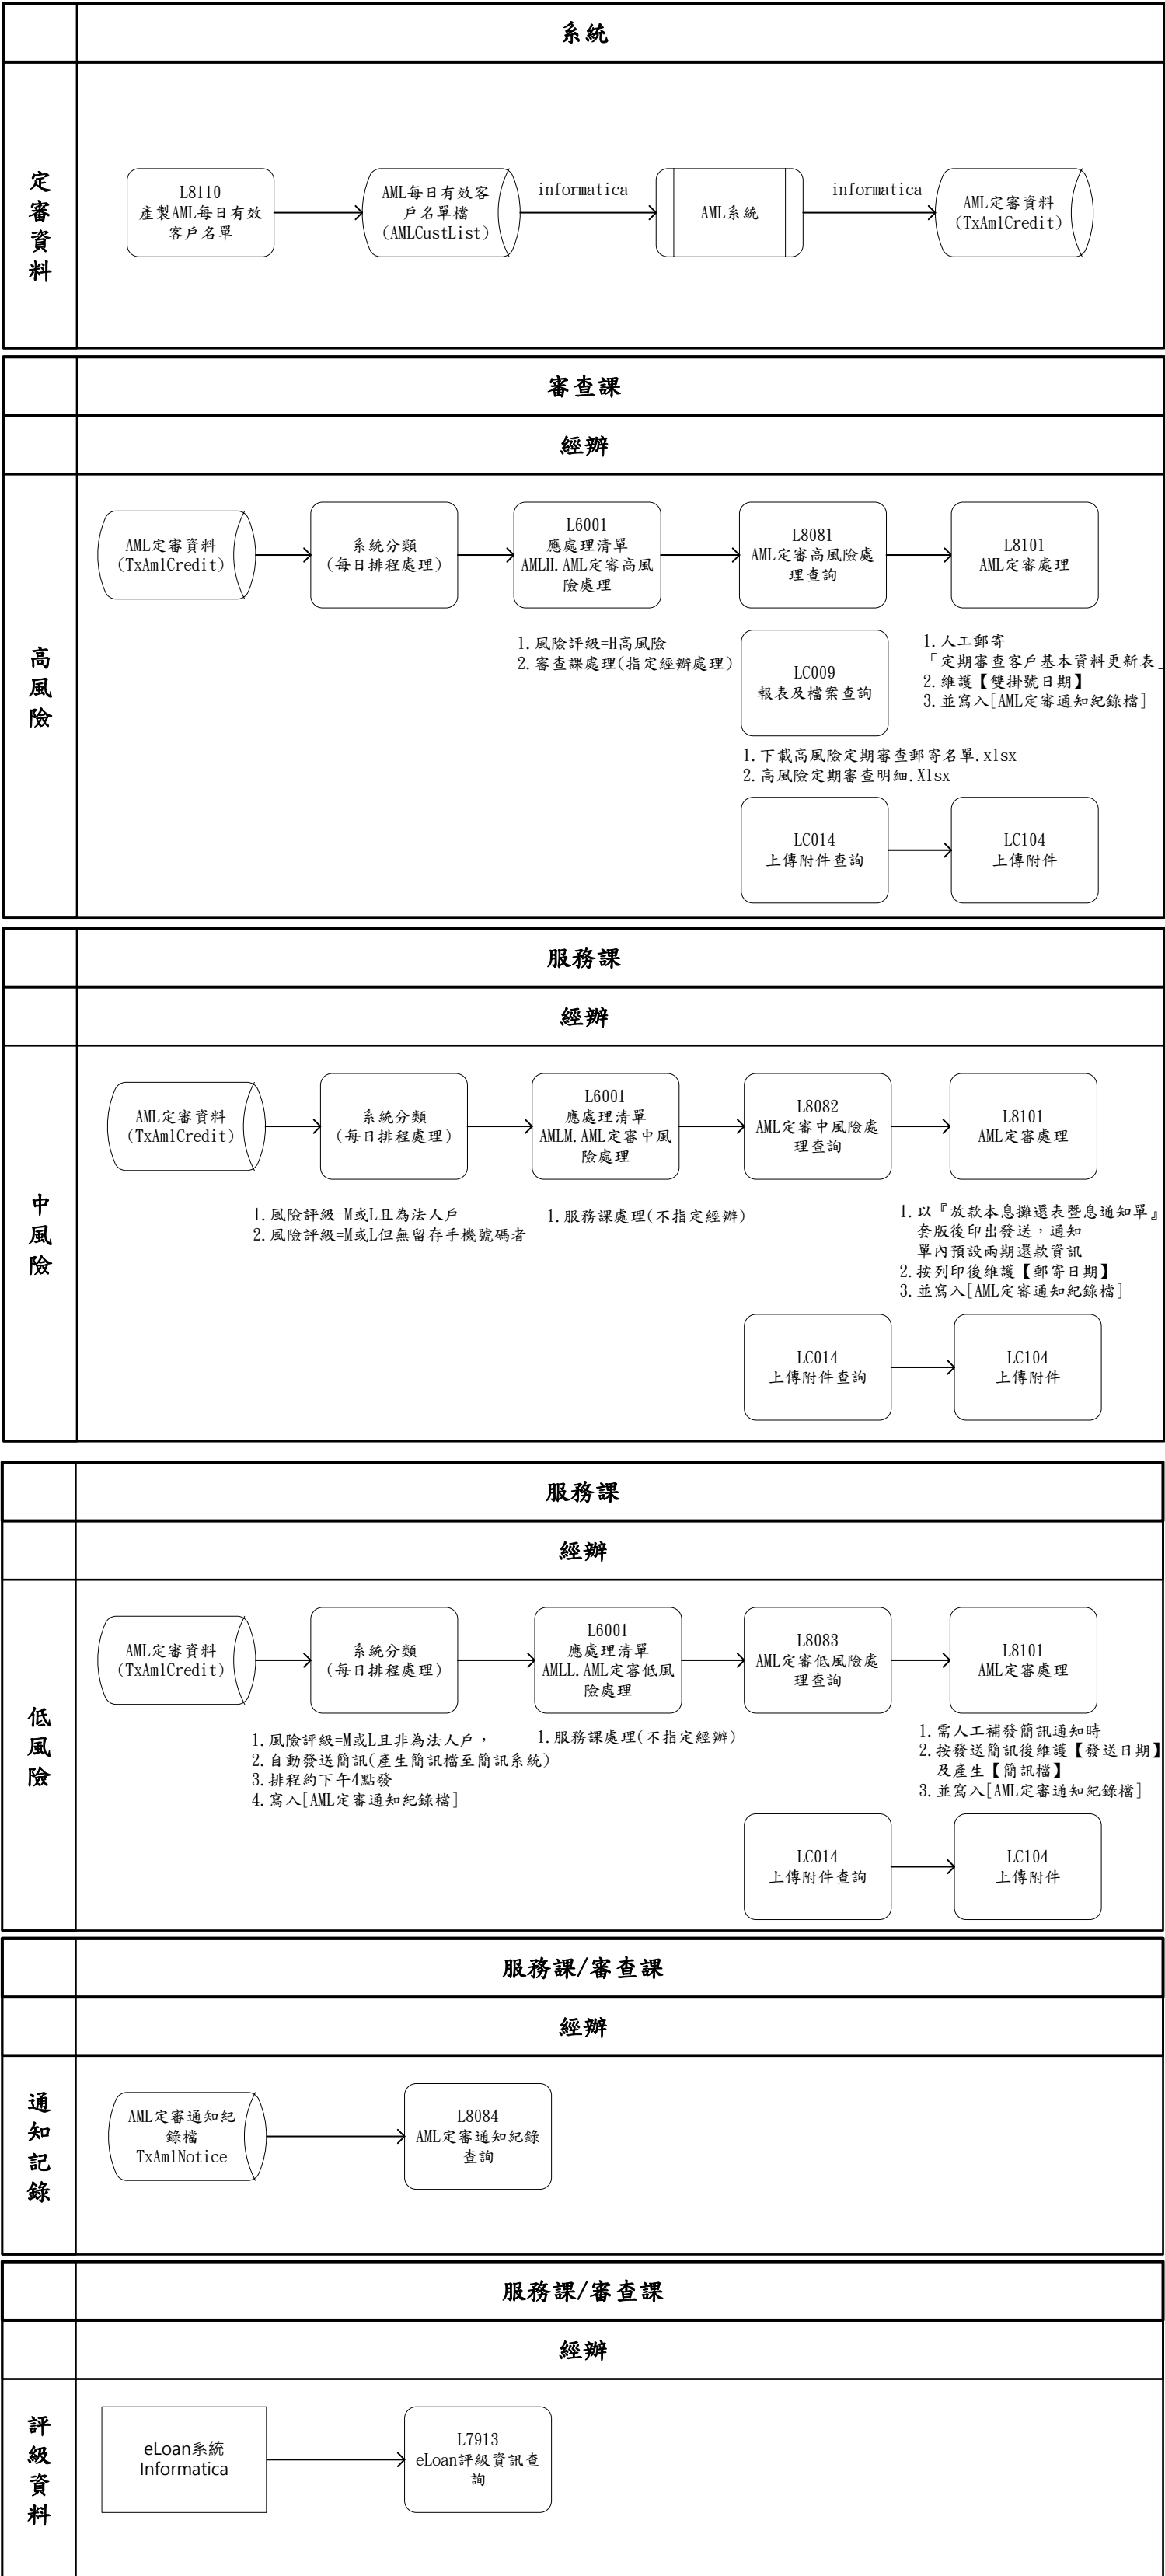 系統
定審資料
L8110
產製AML每日有效
客戶名單
AML每日有效客
戶名單檔
(AMLCustList)
informatica
AML系統
informatica
AML定審資料
(TxAmlCredit)
審查課
經辦
高風險
AML定審資料
(TxAmlCredit)
系統分類
(每日排程處理)
L6001
應處理清單
AMLH.AML定審高風
險處理
L8081
AML定審高風險處
理查詢
L8101
AML定審處理
1.風險評級=H高風險
2.審查課處理(指定經辦處理)
LC009
報表及檔案查詢
1.人工郵寄
「定期審查客戶基本資料更新表」
2.維護【雙掛號日期】
3.並寫入[AML定審通知紀錄檔]
1.下載高風險定期審查郵寄名單.xlsx
2.高風險定期審查明細.Xlsx
LC014
上傳附件查詢
LC104
上傳附件
服務課
經辦
中風險
AML定審資料
(TxAmlCredit)
系統分類
(每日排程處理)
L6001
應處理清單
AMLM.AML定審中風
險處理
L8082
AML定審中風險處
理查詢
L8101
AML定審處理
1.風險評級=M或L且為法人戶
2.風險評級=M或L但無留存手機號碼者
1.服務課處理(不指定經辦)
1.以『放款本息攤還表暨息通知單』
套版後印出發送，通知
單內預設兩期還款資訊
2.按列印後維護【郵寄日期】
3.並寫入[AML定審通知紀錄檔]
LC014
上傳附件查詢
LC104
上傳附件
服務課
經辦
低風險
AML定審資料
(TxAmlCredit)
系統分類
(每日排程處理)
L6001
應處理清單
AMLL.AML定審低風
險處理
L8083
AML定審低風險處
理查詢
L8101
AML定審處理
1.風險評級=M或L且非為法人戶，
2.自動發送簡訊(產生簡訊檔至簡訊系統)
3.排程約下午4點發
4.寫入[AML定審通知紀錄檔]
1.服務課處理(不指定經辦)
1.需人工補發簡訊通知時
2.按發送簡訊後維護【發送日期】
及產生【簡訊檔】
3.並寫入[AML定審通知紀錄檔]
LC014
上傳附件查詢
LC104
上傳附件
服務課/審查課
經辦
通知記錄
AML定審通知紀
錄檔
TxAmlNotice
L8084
AML定審通知紀錄
查詢
服務課/審查課
經辦
評級資料
eLoan系統
Informatica
L7913
eLoan評級資訊查
詢